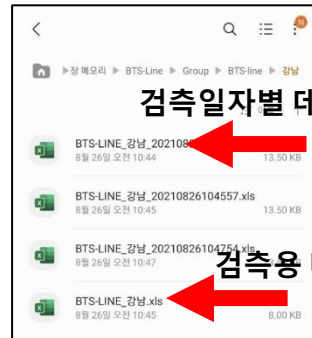 N
▶장 메모리 ▶ BTS-Line ▶ Group ▶ BTS-line ▶ 강남
검측일자별 데
BTS-LINE_강남_202108
8월 26일 오전 10:44 13.50 KB
BTS-LINE_강남_20210826104557.xls
8월 26일 오전 10:45 13.50 KB
BTS-LINE_강남_20210826104754.xls
8월 26일 오전 10:47
검측용
BTS-LINE_강남.xls
8월 26일 오전 10:45 8.00 KB